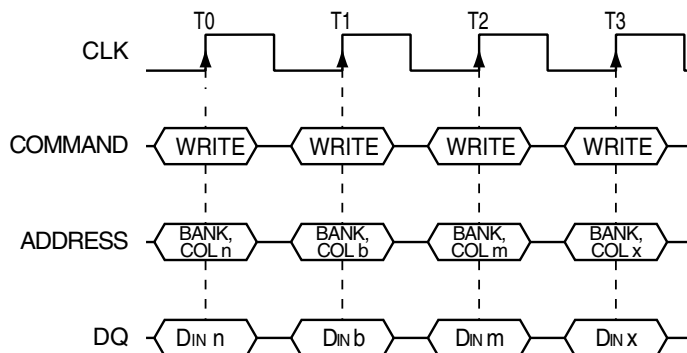 T0 T1 T2 T3
CLK
COMMAND WRITE WRITE WRITE WRITE
ADDRESS BANK, COL n BANK, COL b BANK, COL m BANK, COL x
DQ DIN n DIN b DIN m DIN x